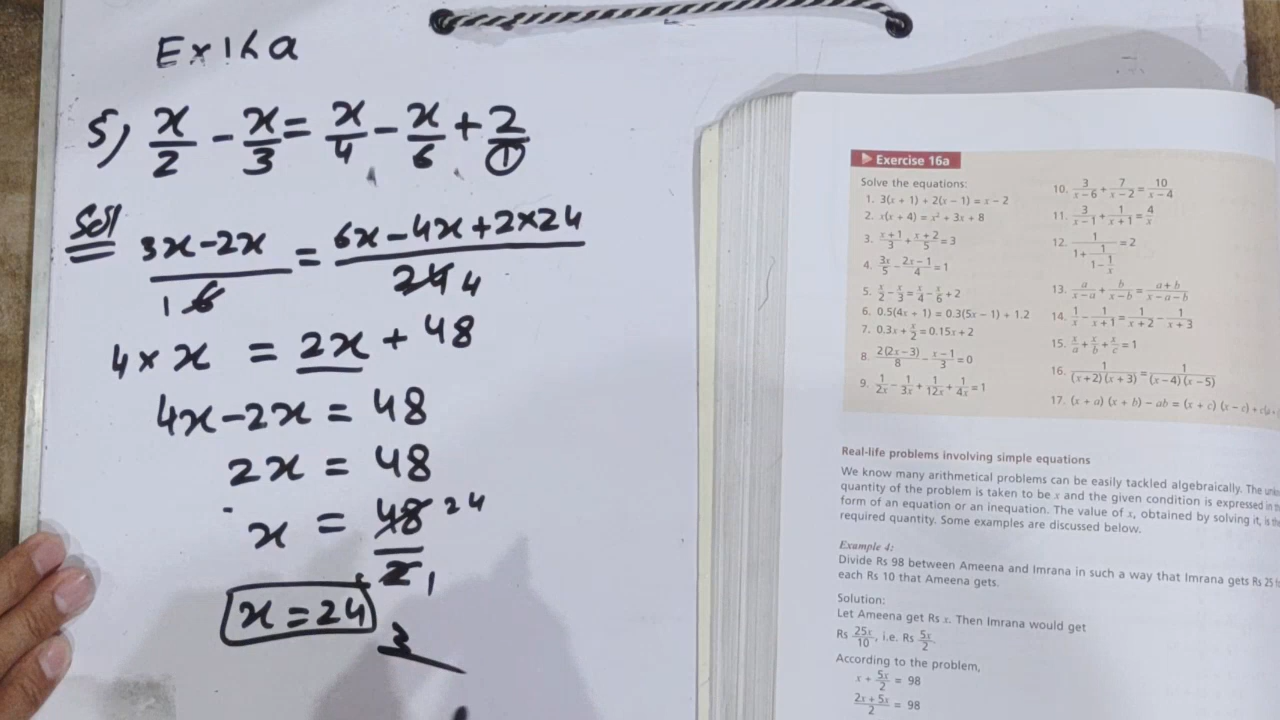 Ex 16a
5) x/2 - x/3 = x/4 - x/6 + 2/1
Sol
3x-2x/6 1 = 6x-4x+2×24/24 4
4 × x = 2x + 48
4x-2x = 48
2x = 48
x = 48/2 24 1
x = 24
Exercise 16a
Solve the equations:
1. 3(x + 1) + 2(x − 1) = x − 2
2. x(x + 4) = x² + 3x + 8
3. x+1/3 + x+2/5 = 3
4. 3x/5 − 2x−1/4 = 1
5. x/2 − x/3 = x/4 − x/6 + 2
6. 0.5(4x + 1) = 0.3(5x − 1) + 1.2
7. 0.3x + x/2 = 0.15x + 2
8. 2(2x−3)/8 − x−1/3 = 0
9. 1/2x − 1/3x + 1/12x + 1/4x = 1
10. 3/x−6 + 7/x−2 = 10/x−4
11. 3/x−1 + 1/x+1 = 4/x
12. 1/1+1/1−1/x = 2
13. a/x−a + b/x−b = a+b/x−a−b
14. 1/x − 1/x+1 = 1/x+2 − 1/x+3
15. x/a + x/b + x/c = 1
16. 1/(x+2)(x+3) = 1/(x−4)(x−5)
17. (x + a) (x + b) − ab = (x + c) (x − c) +
Real-life problems involving simple equations
We know many arithmetical problems can be easily tackled algebraically. The
quantity of the problem is taken to be x and the given condition is expressed in
form of an equation or an inequation. The value of x, obtained by solving it, is
required quantity. Some examples are discussed below.
Example 4:
Divide Rs 98 between Ameena and Imrana in such a way that Imrana gets Rs 25
each Rs 10 that Ameena gets.
Solution:
Let Ameena get Rs x. Then Imrana would get
Rs 25x/10, i.e. Rs 5x/2
According to the problem,
x + 5x/2 = 98
2x + 5x/2 = 98